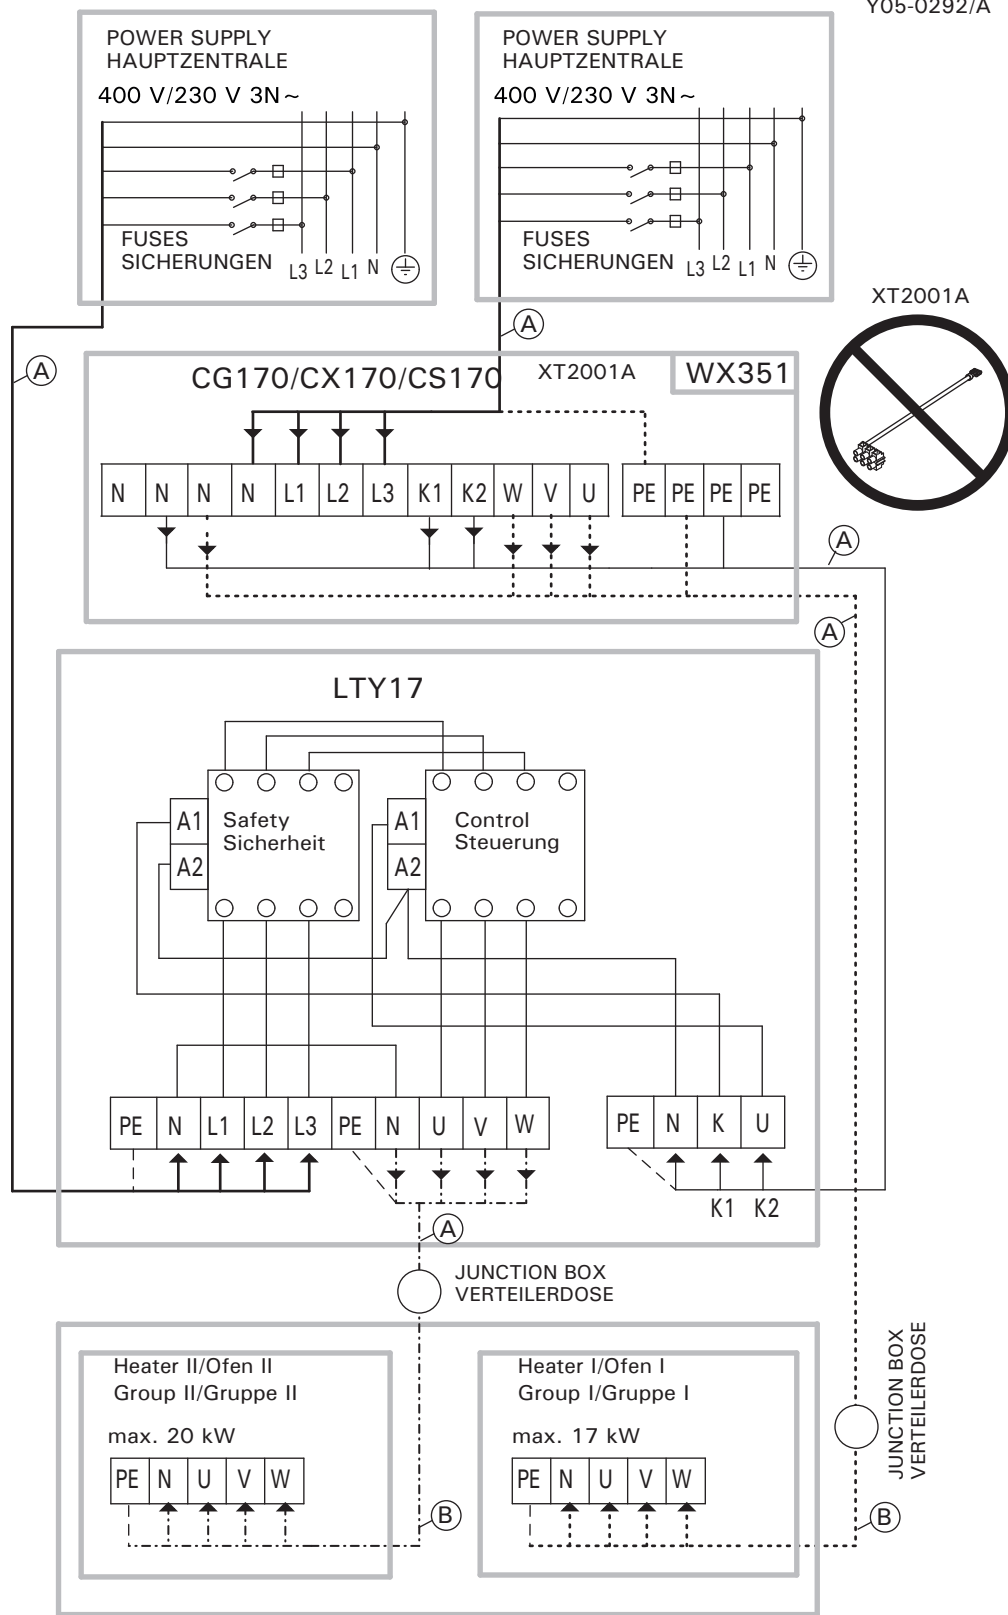 Y05-0292/A
POWER SUPPLY
HAUPTZENTRALE
400 V/230 V 3N~
FUSES
SICHERUNGEN
L3 L2 L1 N
POWER SUPPLY
HAUPTZENTRALE
400 V/230 V 3N~
FUSES
SICHERUNGEN
L3 L2 L1 N
XT2001A
A
A
CG170/CX170/CS170
XT2001A
WX351
N N N N L1 L2 L3 K1 K2 W V U PE PE PE PE
A
A
LTY17
A1
A2
Safety
Sicherheit
A1
A2
Control
Steuerung
PE N L1 L2 L3 PE N U V W
PE N K U
K1 K2
A
JUNCTION BOX
VERTEILERDOSE
Heater II/Ofen II
Group II/Gruppe II
max. 20 kW
PE N U V W
B
Heater I/Ofen I
Group I/Gruppe I
max. 17 kW
PE N U V W
JUNCTION BOX
VERTEILERDOSE
B